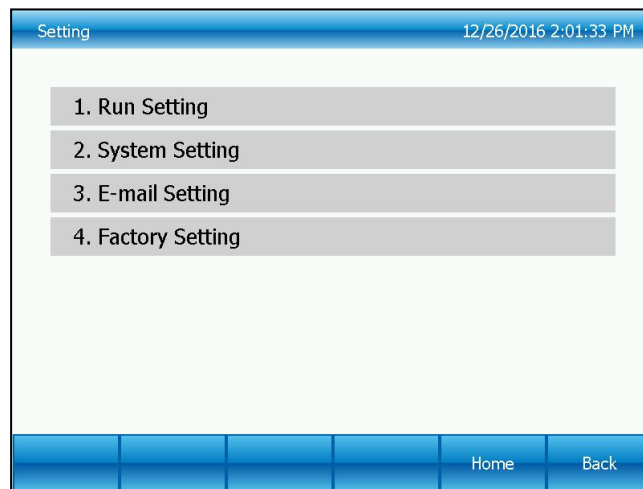 Setting 12/26/2016 2:01:33 PM
1. Run Setting
2. System Setting
3. E-mail Setting
4. Factory Setting
Home Back